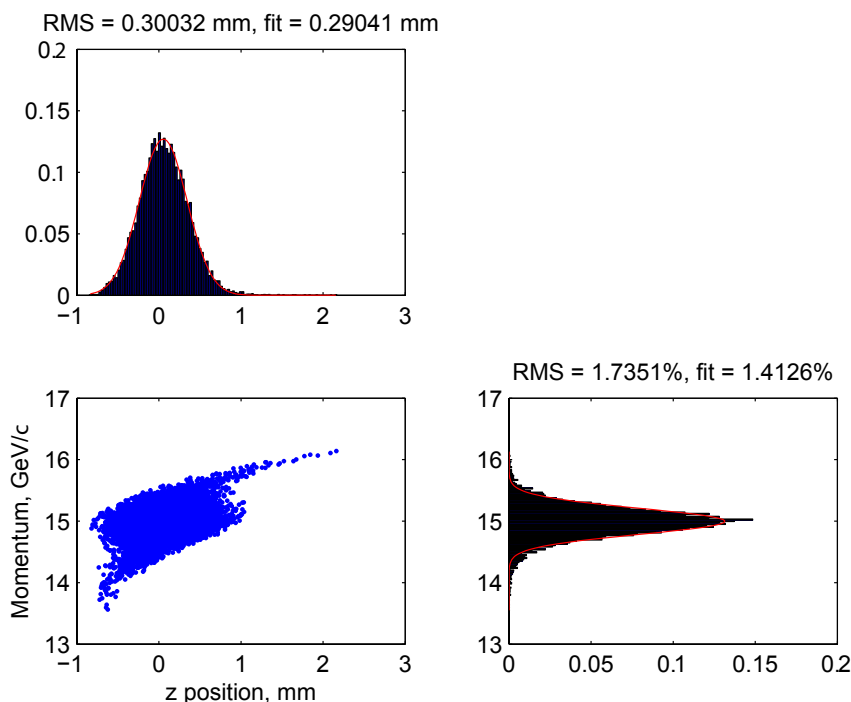 RMS = 0.30032 mm, fit = 0.29041 mm
0.2
0.15
0.1
0.05
0
−1 0 1 2 3
RMS = 1.7351%, fit = 1.4126%
17
16
15
14
13
Momentum, GeV/c
−1 0 1 2 3
z position, mm
17
16
15
14
13
0 0.05 0.1 0.15 0.2